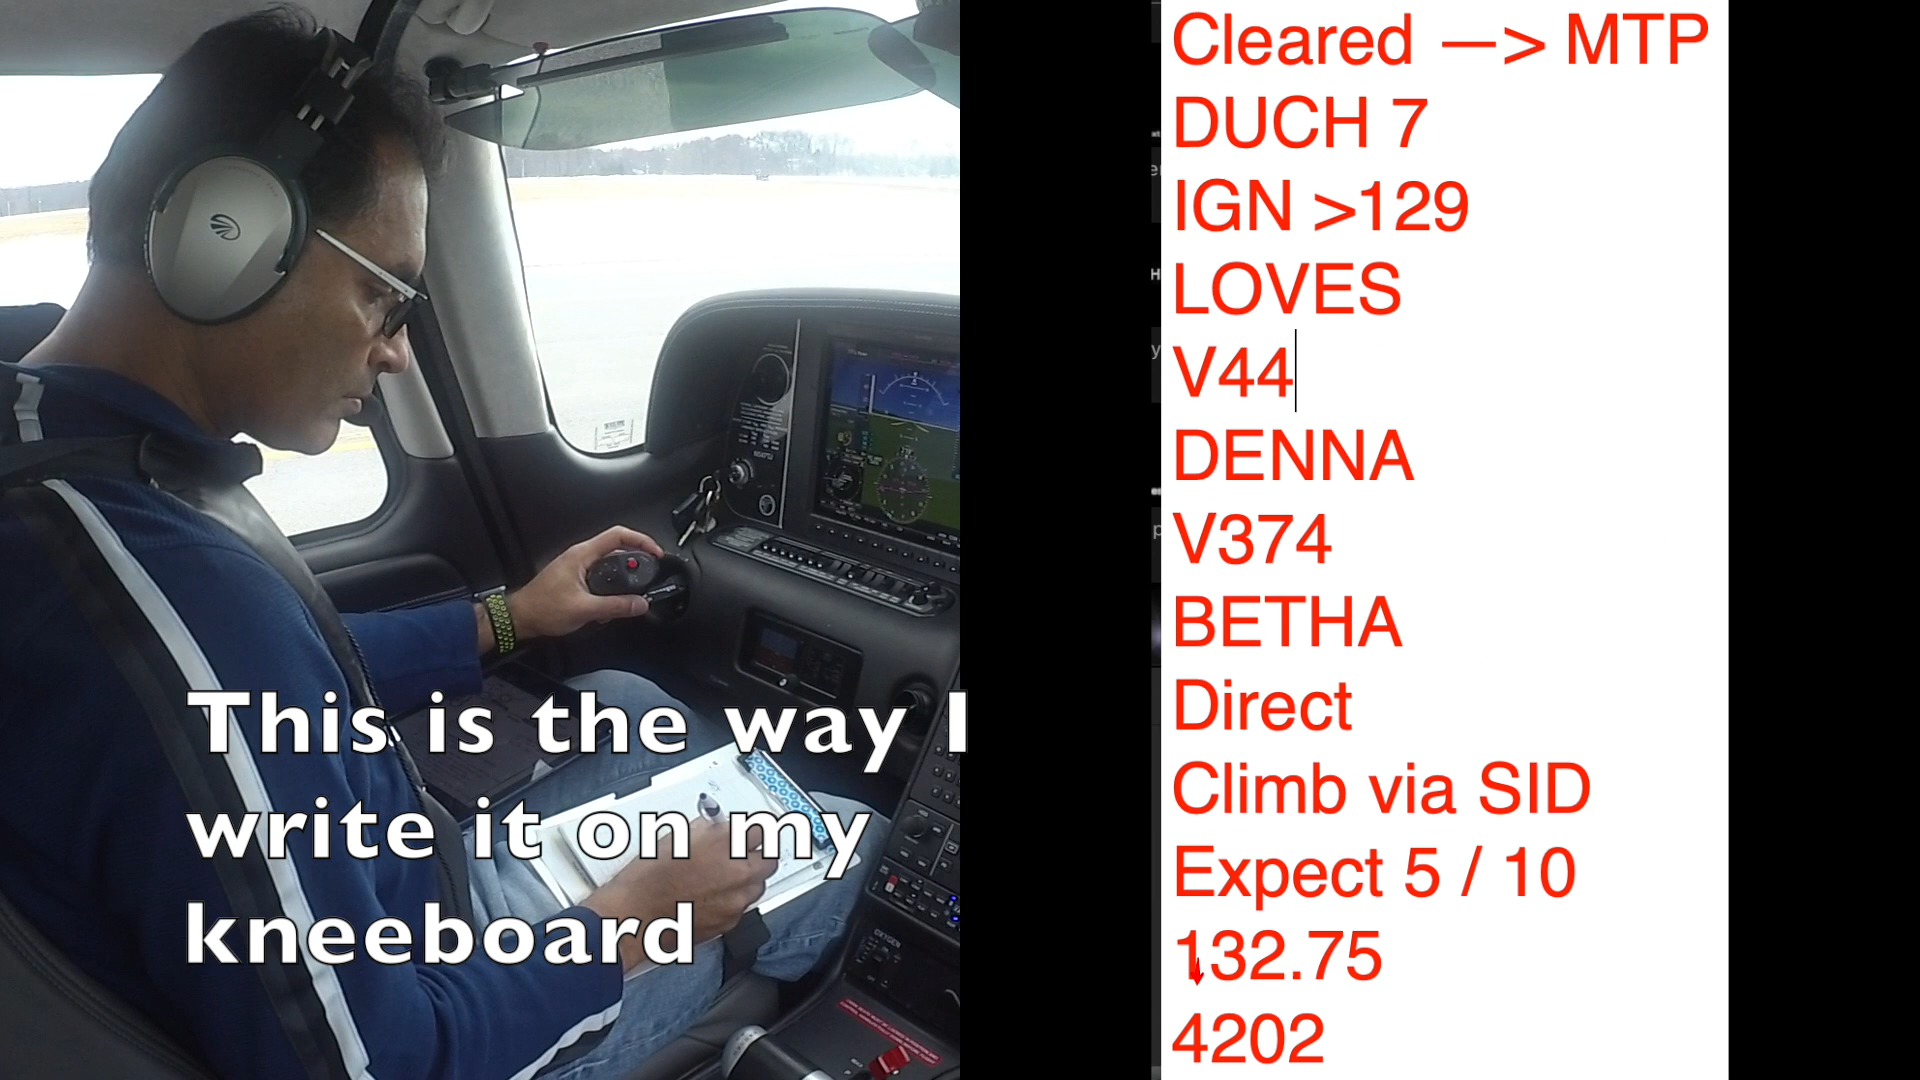 This is the way I
write it on my
kneeboard
Cleared —> MTP
DUCH 7
IGN >129
LOVES
V44
DENNA
V374
BETHA
Direct
Climb via SID
Expect 5 / 10
132.75
4202
OXYGEN